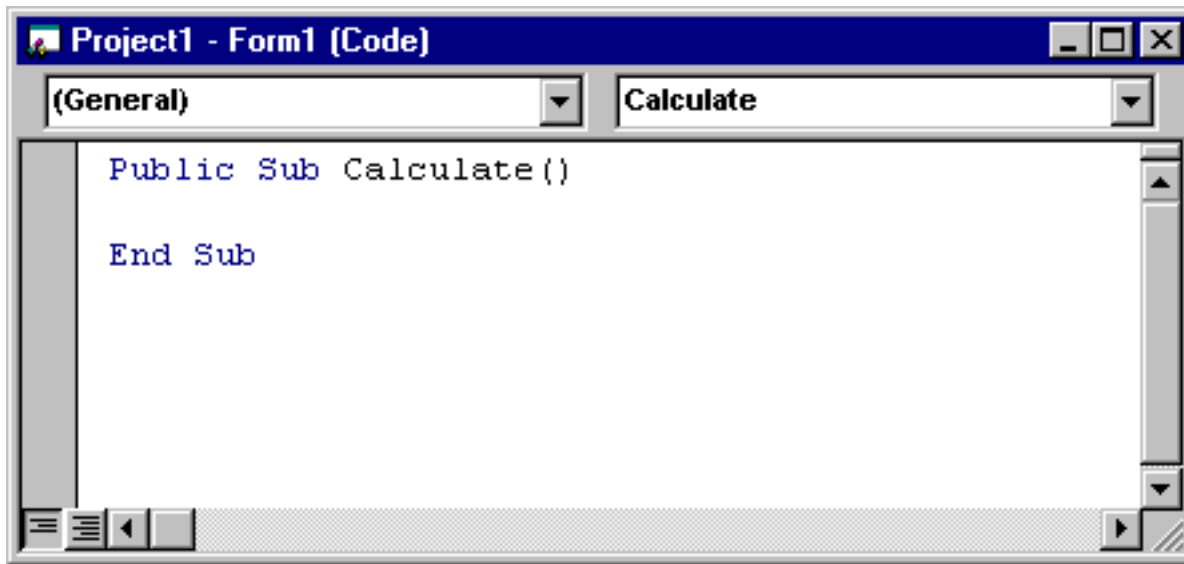 Project1 - Form1 (Code)
(General)
Calculate
Public Sub Calculate()
End Sub